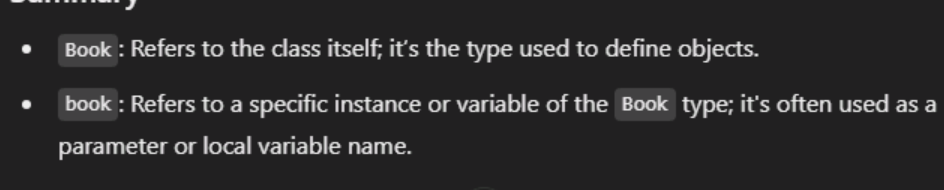 Summary
• Book : Refers to the class itself; it's the type used to define objects.
• book : Refers to a specific instance or variable of the Book type; it's often used as a
parameter or local variable name.